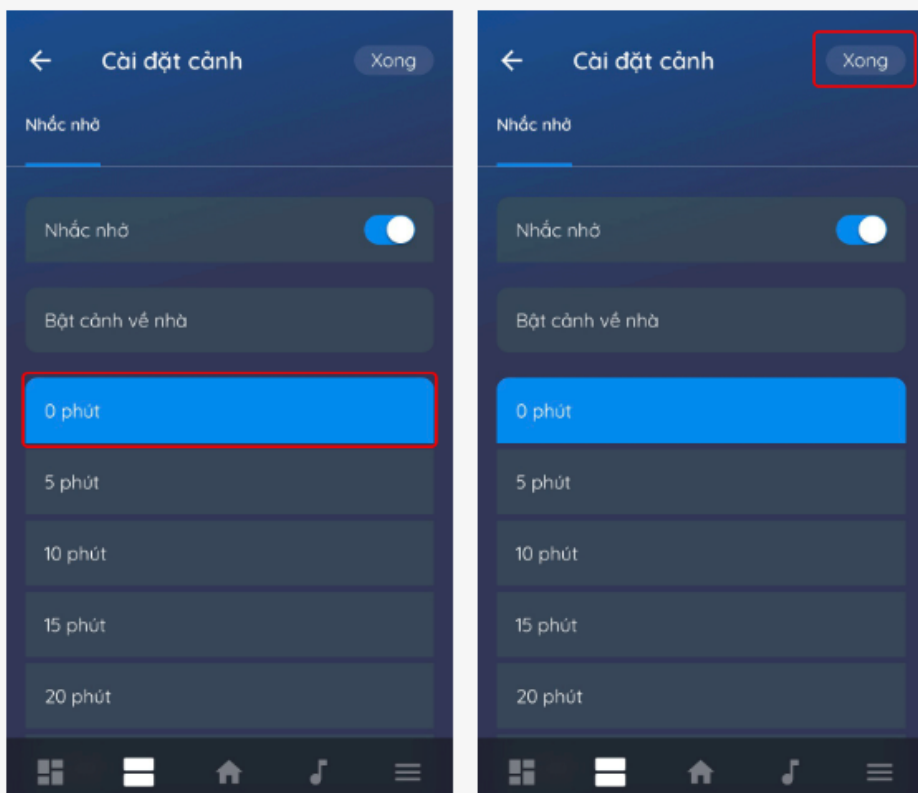 Cài đặt cảnh
Xong
Nhắc nhở
Nhắc nhở
Bật cảnh về nhà
0 phút
5 phút
10 phút
15 phút
20 phút
Cài đặt cảnh
Xong
Nhắc nhở
Nhắc nhở
Bật cảnh về nhà
0 phút
5 phút
10 phút
15 phút
20 phút